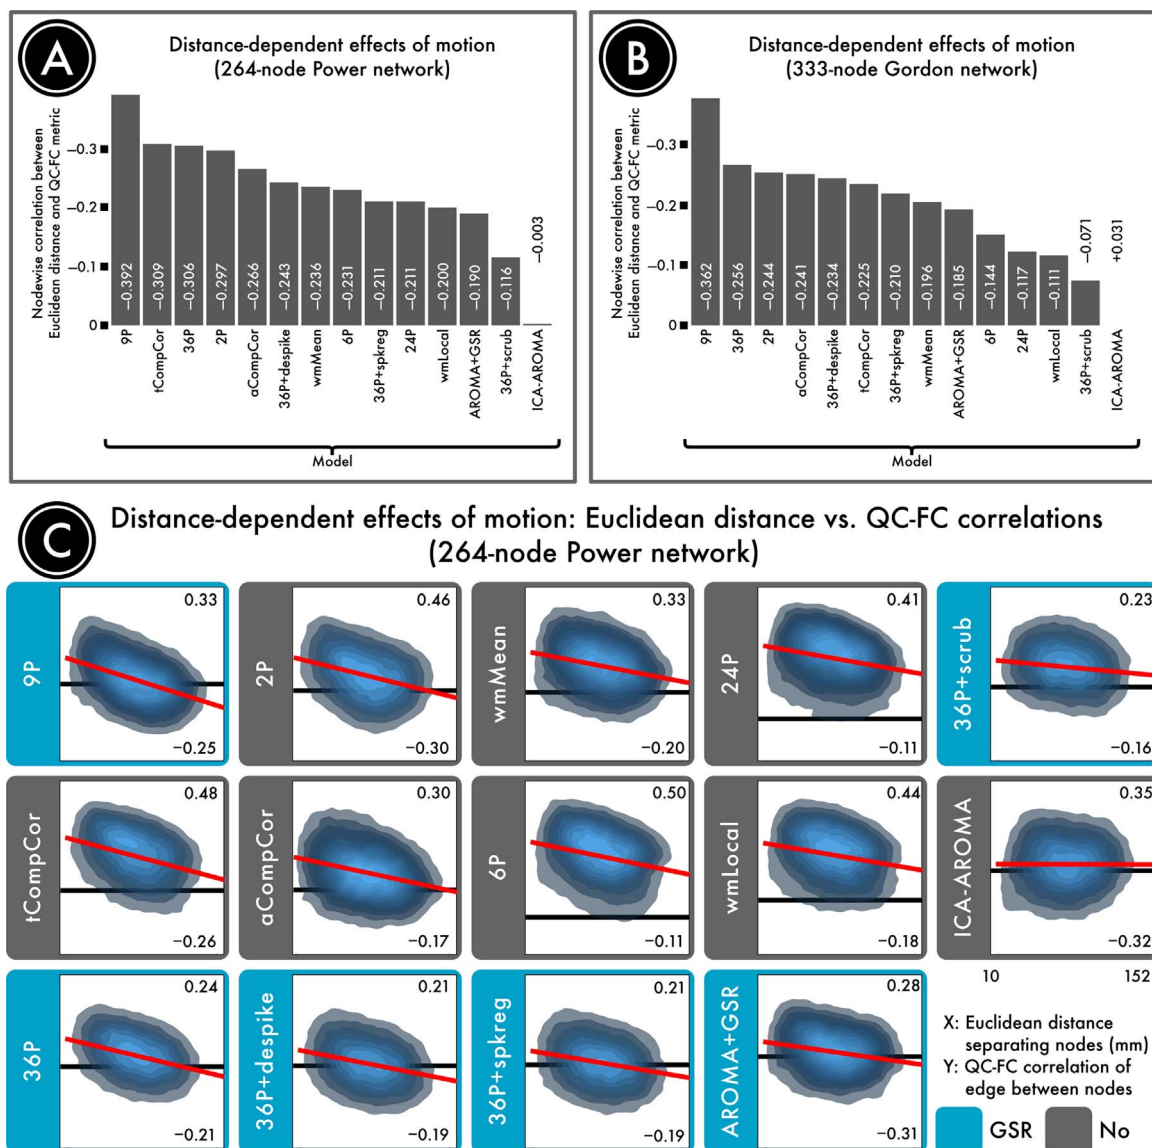 A
Distance-dependent effects of motion
(264-node Power network)
Nodewise correlation between
Euclidean distance and QC-FC metric
−0.3
−0.2
−0.1
0
−0.392
−0.309
−0.306
−0.297
−0.266
−0.243
−0.236
−0.231
−0.211
−0.211
−0.200
−0.190
−0.116
−0.003
9P
tCompCor
36P
2P
aCompCor
36P+despike
wmMean
6P
36P+spkreg
24P
wmLocal
AROMA+GSR
36P+scrub
ICA-AROMA
Model
B
Distance-dependent effects of motion
(333-node Gordon network)
Nodewise correlation between
Euclidean distance and QC-FC metric
−0.3
−0.2
−0.1
0
−0.362
−0.256
−0.244
−0.241
−0.234
−0.225
−0.210
−0.196
−0.185
−0.144
−0.117
−0.111
−0.071
+0.031
9P
36P
2P
aCompCor
36P+despike
tCompCor
36P+spkreg
wmMean
AROMA+GSR
6P
24P
wmLocal
36P+scrub
ICA-AROMA
Model
C
Distance-dependent effects of motion: Euclidean distance vs. QC-FC correlations
(264-node Power network)
9P
0.33
−0.25
2P
0.46
−0.30
wmMean
0.33
−0.20
24P
0.41
−0.11
36P+scrub
0.23
−0.16
tCompCor
0.48
−0.26
aCompCor
0.30
−0.17
6P
0.50
−0.11
wmLocal
0.44
−0.18
ICA-AROMA
0.35
−0.32
10 152
36P
0.24
−0.21
36P+despike
0.21
−0.19
36P+spkreg
0.21
−0.19
AROMA+GSR
0.28
−0.31
X: Euclidean distance
separating nodes (mm)
Y: QC-FC correlation of
edge between nodes
GSR No